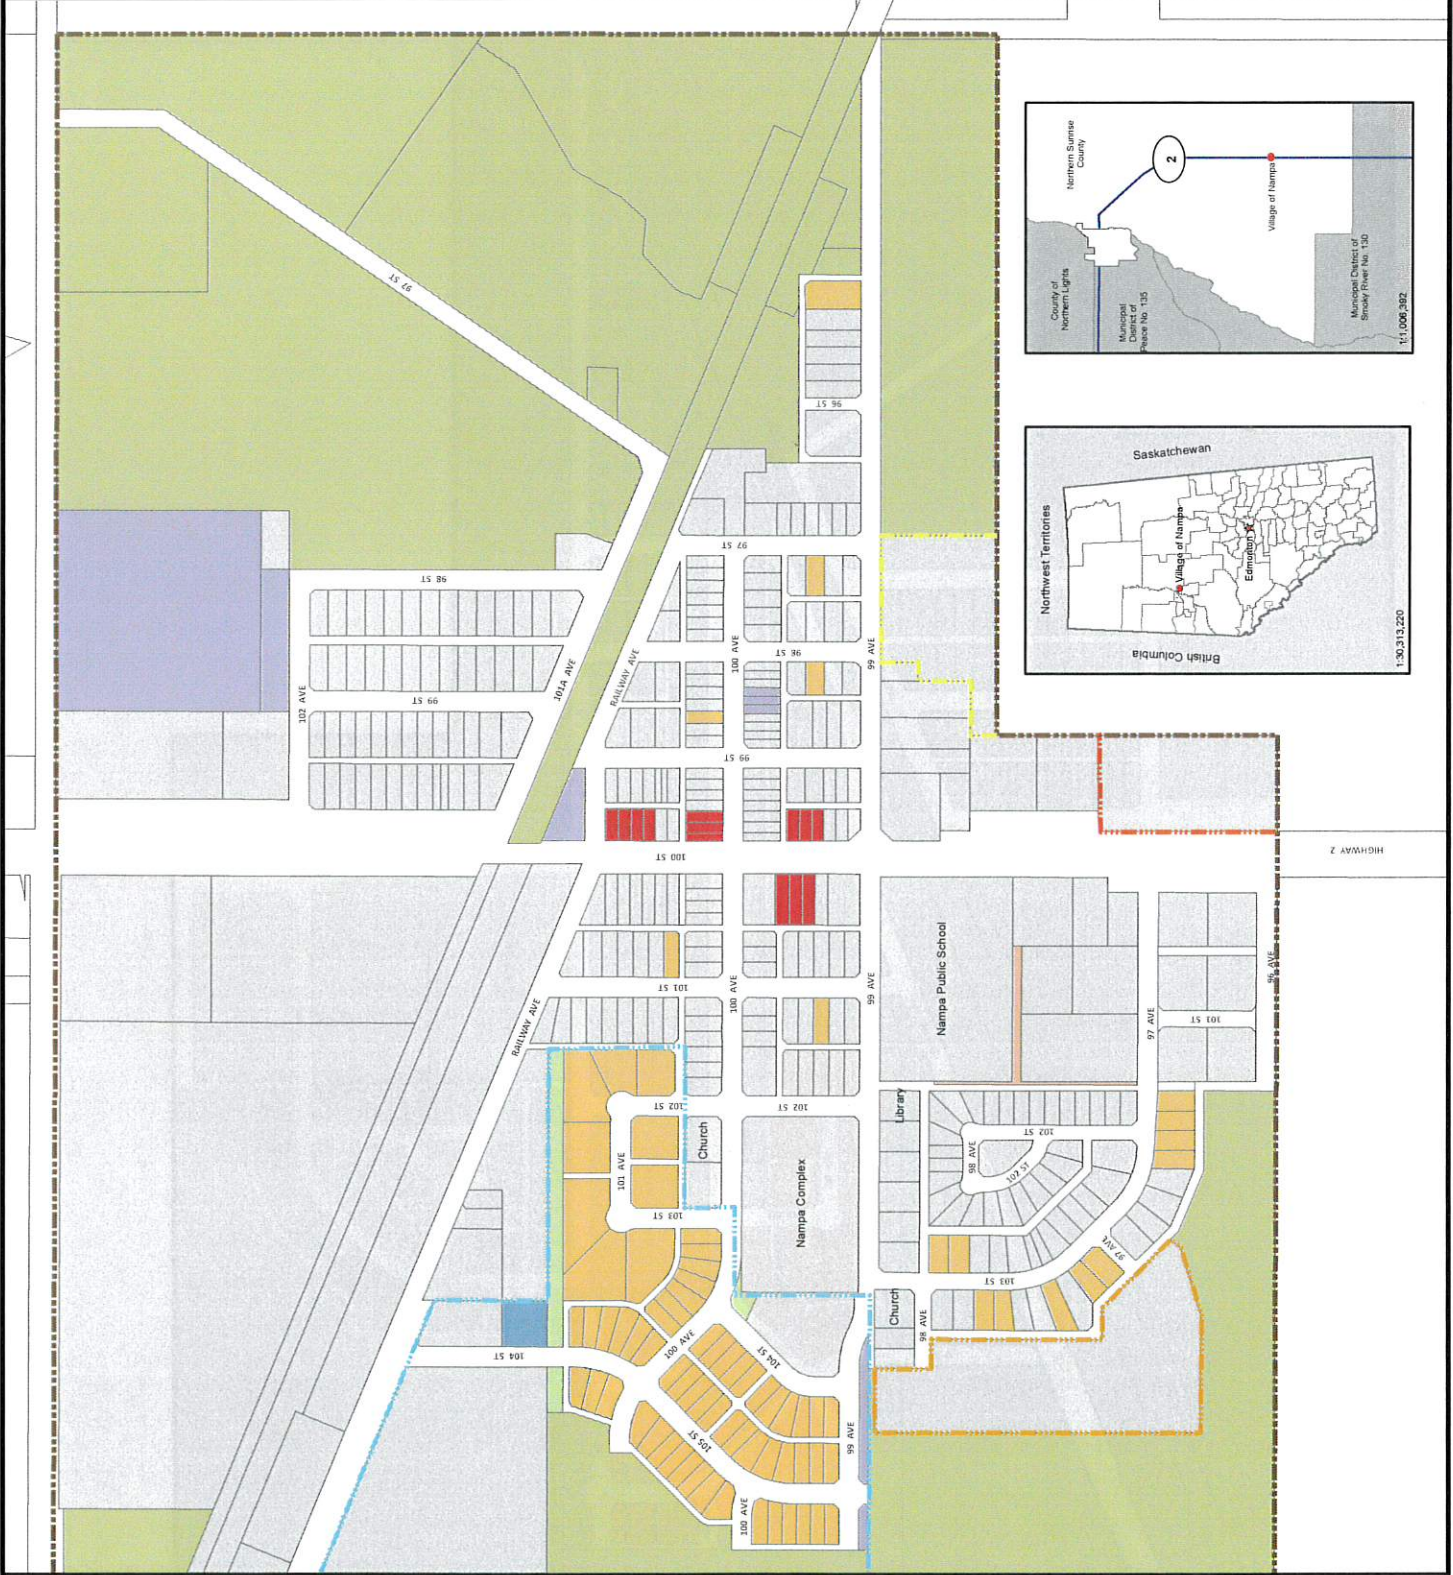 97 ST
96 ST
97 ST
98 ST
102 AVE
99 ST
101A AVE
RAILWAY AVE
100 AVE
98 ST
99 AVE
99 ST
100 ST
HIGHWAY 2
101 ST
100 AVE
99 AVE
RAILWAY AVE
Nampa Public School
97 AVE
101 ST
96 AVE
102 ST
102 ST
Church
101 AVE
103 ST
Nampa Complex
Library
102 ST
98 AVE
102 ST
103 ST
97 AVE
Church
98 AVE
104 ST
100 AVE
104 ST
105 ST
99 AVE
100 AVE
Northern Sunrise
County
2
Village of Nampa
County of
Northern Lights
Municipal
District of
Peace No. 135
Municipal District of
Smoky River No. 130
1:1,006,392
Saskatchewan
Northwest Territories
Village of Nampa
Edmonton
British Columbia
1:30,313,220